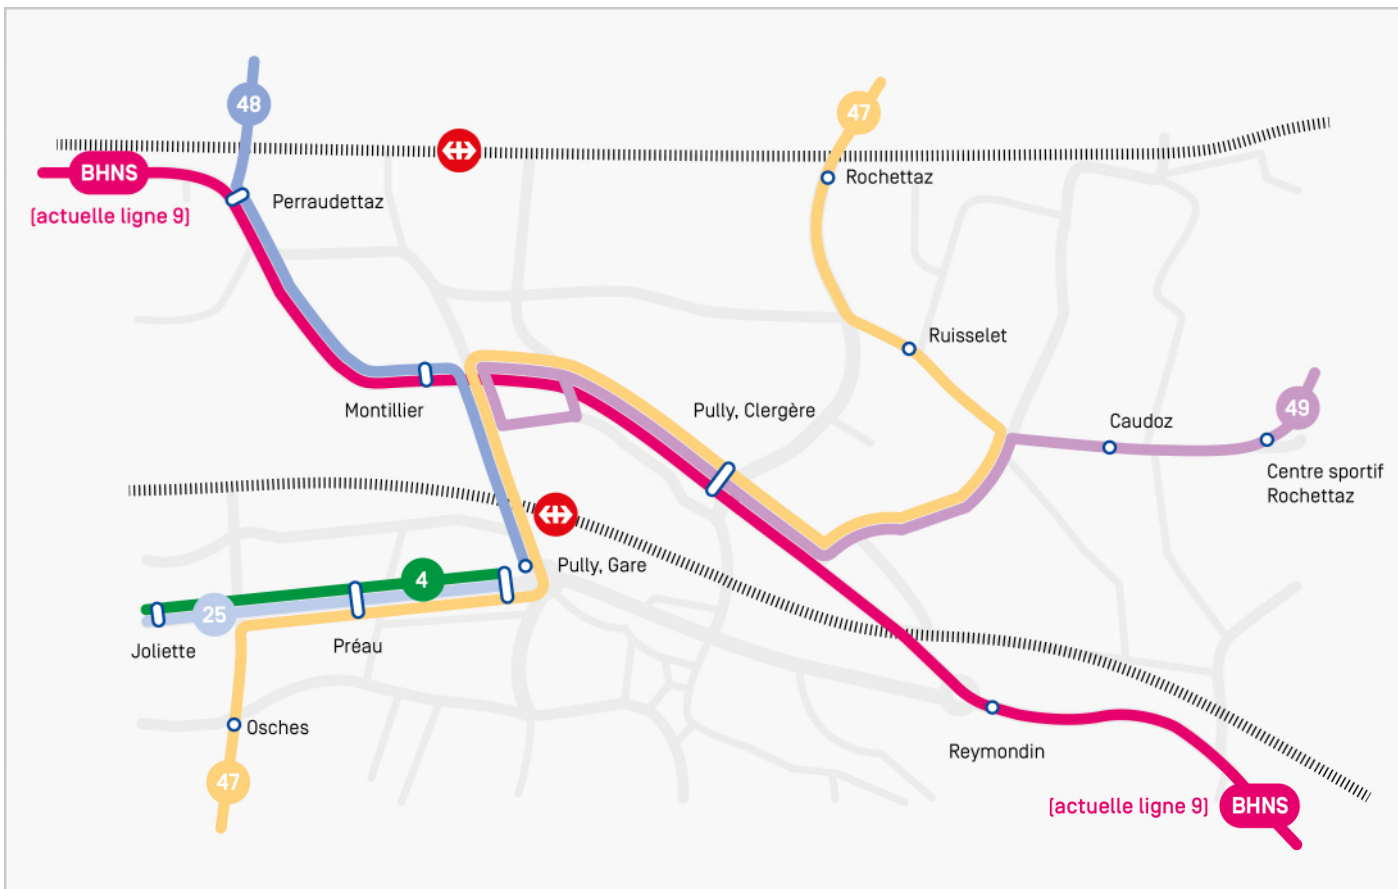 48
47
BHNS
Rochettaz
Perraudettaz
[actuelle ligne 9]
Ruisselet
Montillier
Pully, Clergère
Caudoz
49
Centre sportif
Rochettaz
Pully, Gare
4
25
Joliette
Préau
Osches
Reymondin
47
[actuelle ligne 9]
BHNS